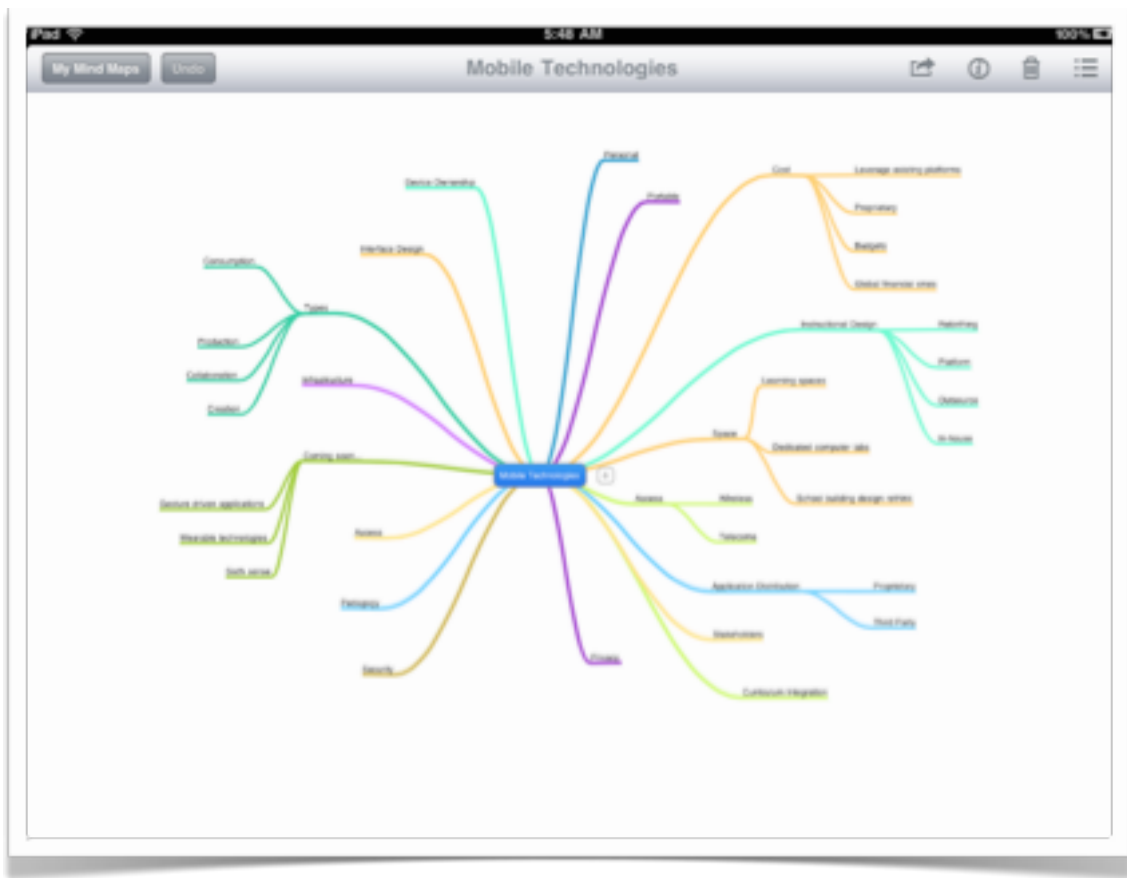 iPad 5:48 AM 100%
My Mind Maps Undo Mobile Technologies
Personal
Portable
Cost
Leverage existing platforms
Proprietary
Budgets
Global financial crisis
Instructional Design
Platform
Outsource
In-house
Space
Learning spaces
Dedicated computer labs
School building design
Access
Wireless
Telecoms
Application Distribution
Proprietary
Third Party
Stakeholders
Curriculum Integration
Privacy
Device Ownership
Interface Design
Types
Consumption
Production
Collaboration
Creation
Infrastructure
Coming soon...
Gesture driven applications
Wearable technologies
Sixth sense
Access
Pedagogy
Security
Mobile Technologies